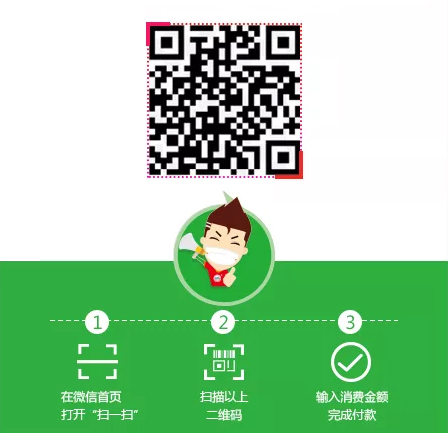 1
2
3
在微信首页
打开“扫一扫”
扫描以上
二维码
输入消费金额
完成付款